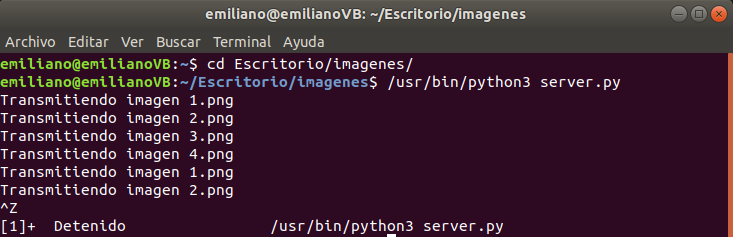 emiliano@emilianoVB: ~/Escritorio/imagenes
Archivo Editar Ver Buscar Terminal Ayuda
emiliano@emilianoVB:~$ cd Escritorio/imagenes/
emiliano@emilianoVB:~/Escritorio/imagenes$ /usr/bin/python3 server.py
Transmitiendo imagen 1.png
Transmitiendo imagen 2.png
Transmitiendo imagen 3.png
Transmitiendo imagen 4.png
Transmitiendo imagen 1.png
Transmitiendo imagen 2.png
^Z
[1]+  Detenido                /usr/bin/python3 server.py